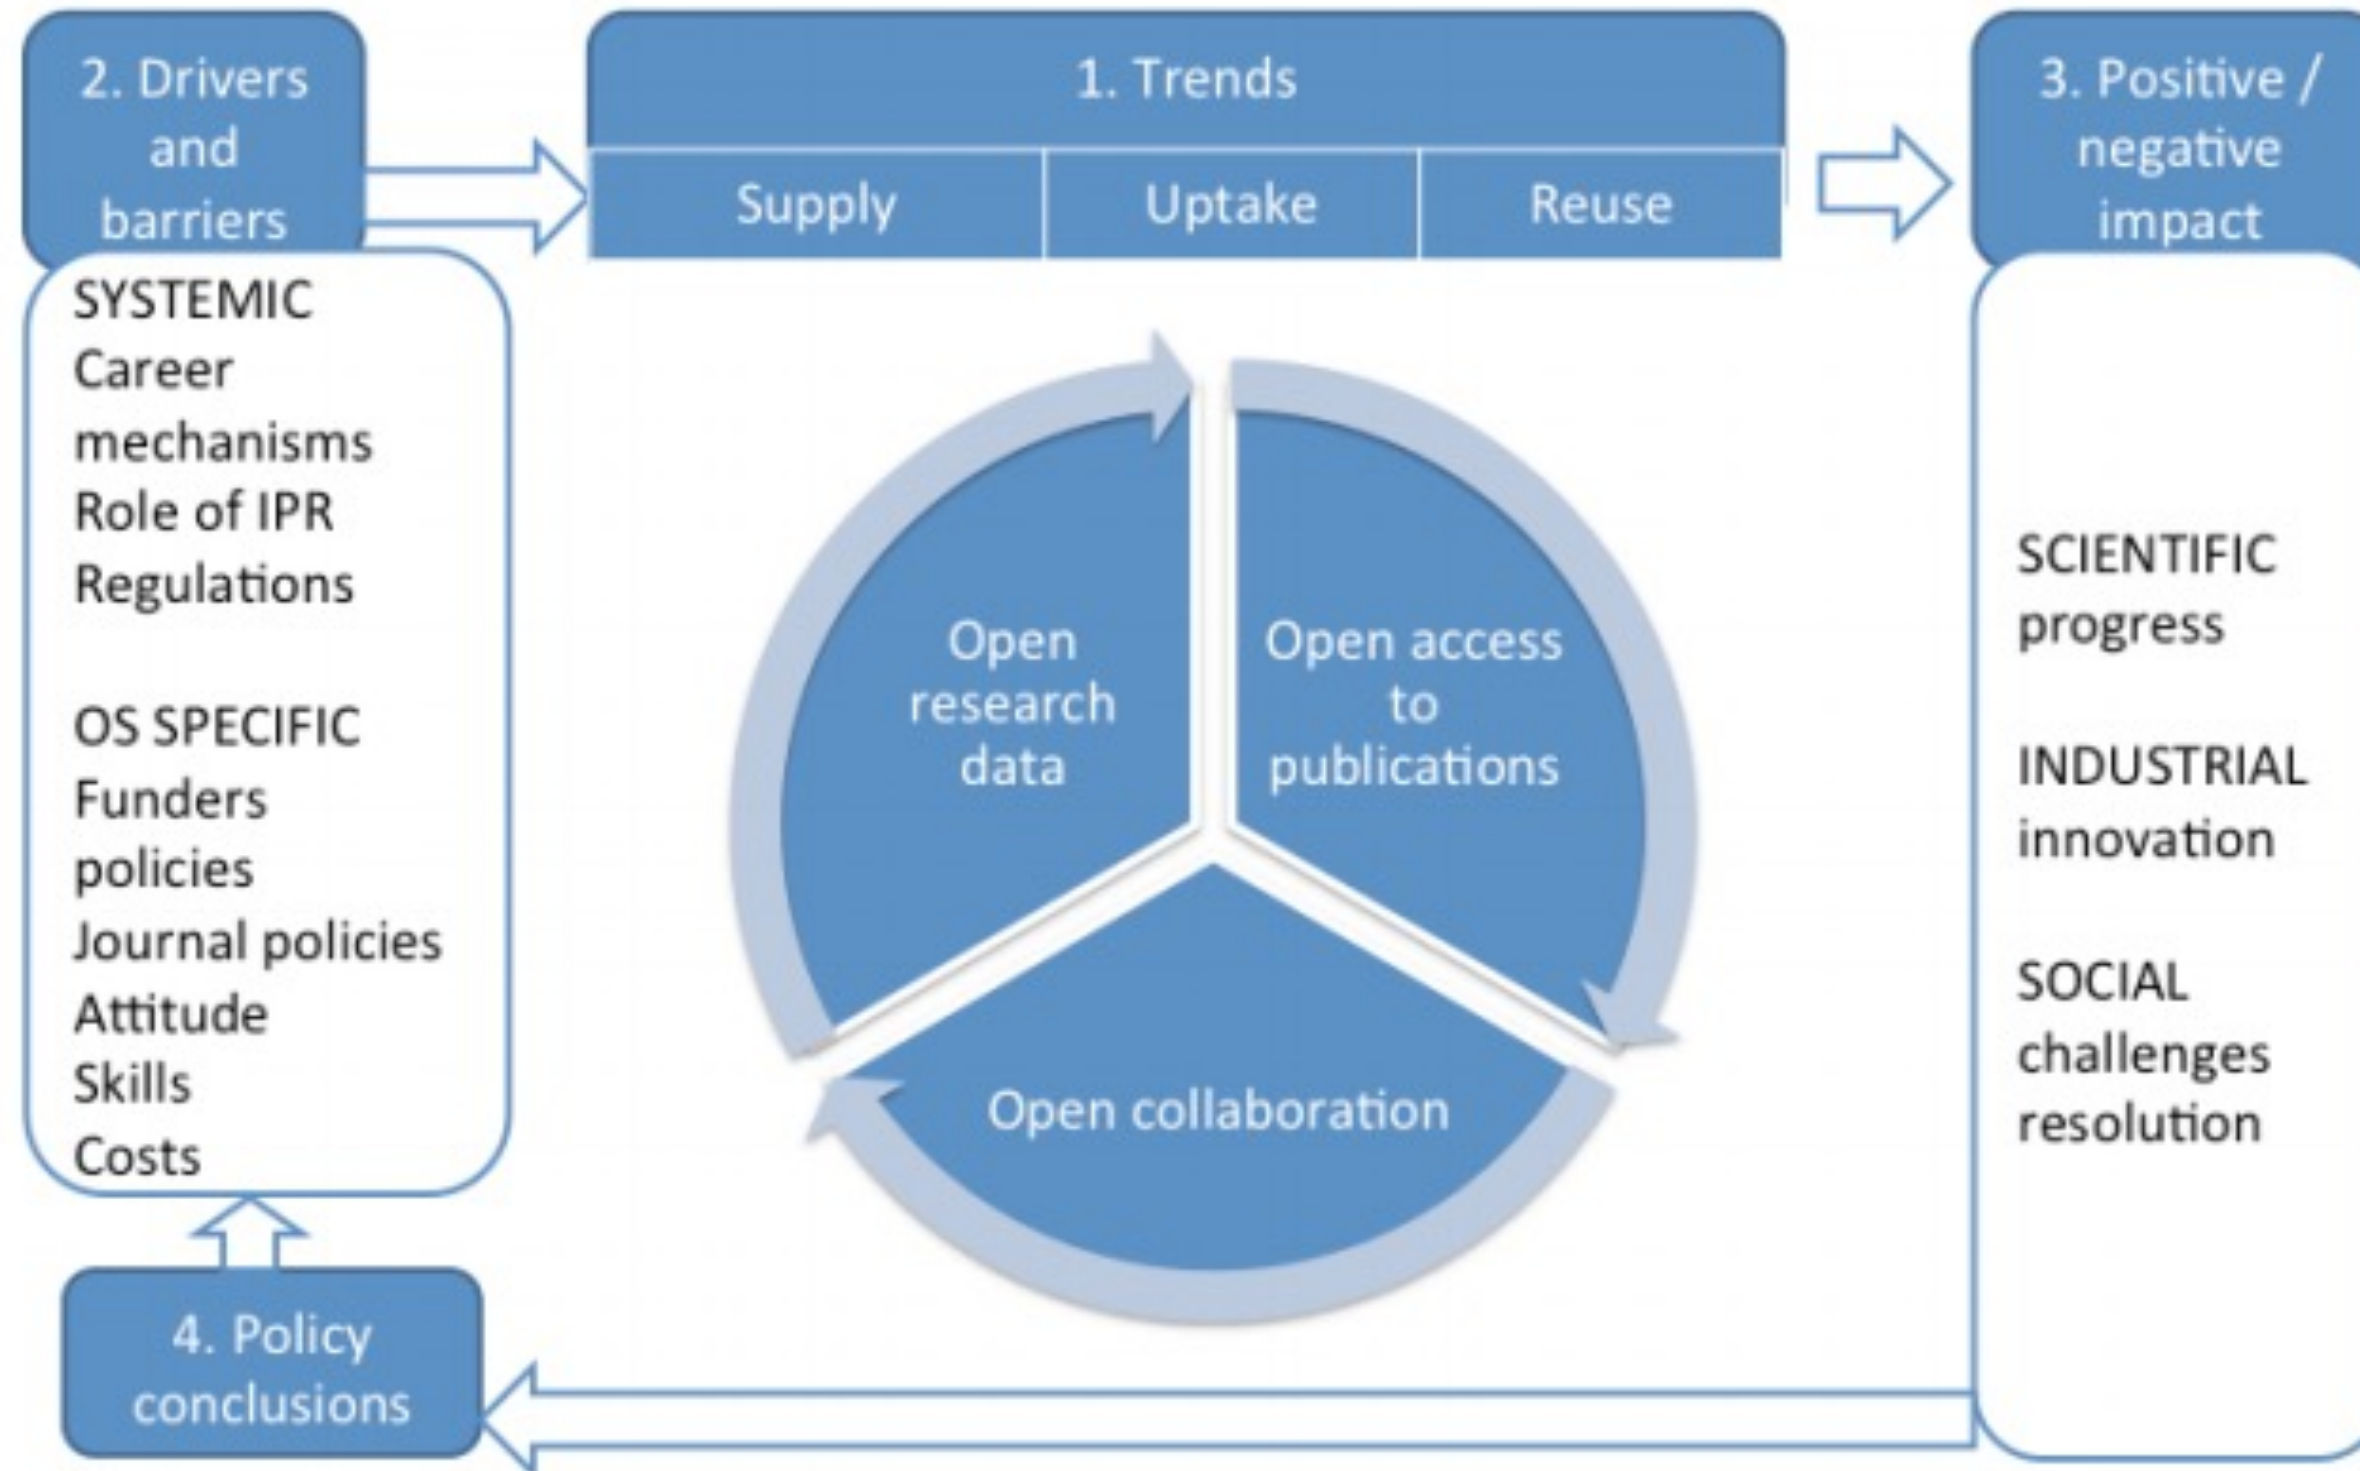 2. Drivers
and
barriers
SYSTEMIC
Career
mechanisms
Role of IPR
Regulations
OS SPECIFIC
Funders
policies
Journal policies
Attitude
Skills
Costs
4. Policy
conclusions
1. Trends
Supply
Uptake
Reuse
Open
research
data
Open access
to
publications
Open collaboration
3. Positive /
negative
impact
SCIENTIFIC
progress
INDUSTRIAL
innovation
SOCIAL
challenges
resolution